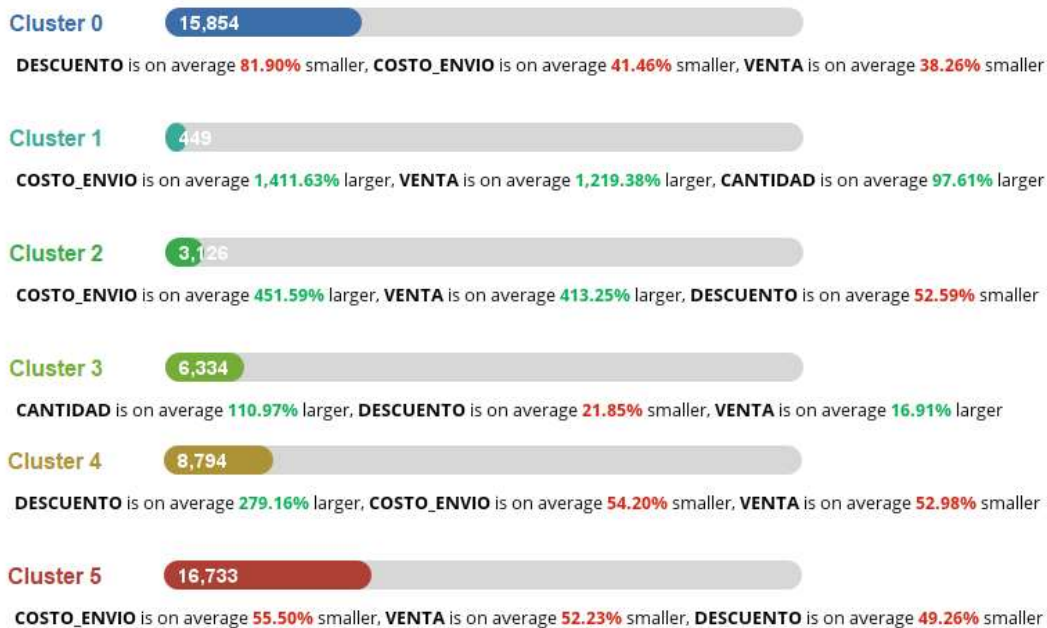 Cluster 0
15,854
DESCUENTO is on average 81.90% smaller, COSTO_ENVIO is on average 41.46% smaller, VENTA is on average 38.26% smaller
Cluster 1
449
COSTO_ENVIO is on average 1,411.63% larger, VENTA is on average 1,219.38% larger, CANTIDAD is on average 97.61% larger
Cluster 2
3,126
COSTO_ENVIO is on average 451.59% larger, VENTA is on average 413.25% larger, DESCUENTO is on average 52.59% smaller
Cluster 3
6,334
CANTIDAD is on average 110.97% larger, DESCUENTO is on average 21.85% smaller, VENTA is on average 16.91% larger
Cluster 4
8,794
DESCUENTO is on average 279.16% larger, COSTO_ENVIO is on average 54.20% smaller, VENTA is on average 52.98% smaller
Cluster 5
16,733
COSTO_ENVIO is on average 55.50% smaller, VENTA is on average 52.23% smaller, DESCUENTO is on average 49.26% smaller